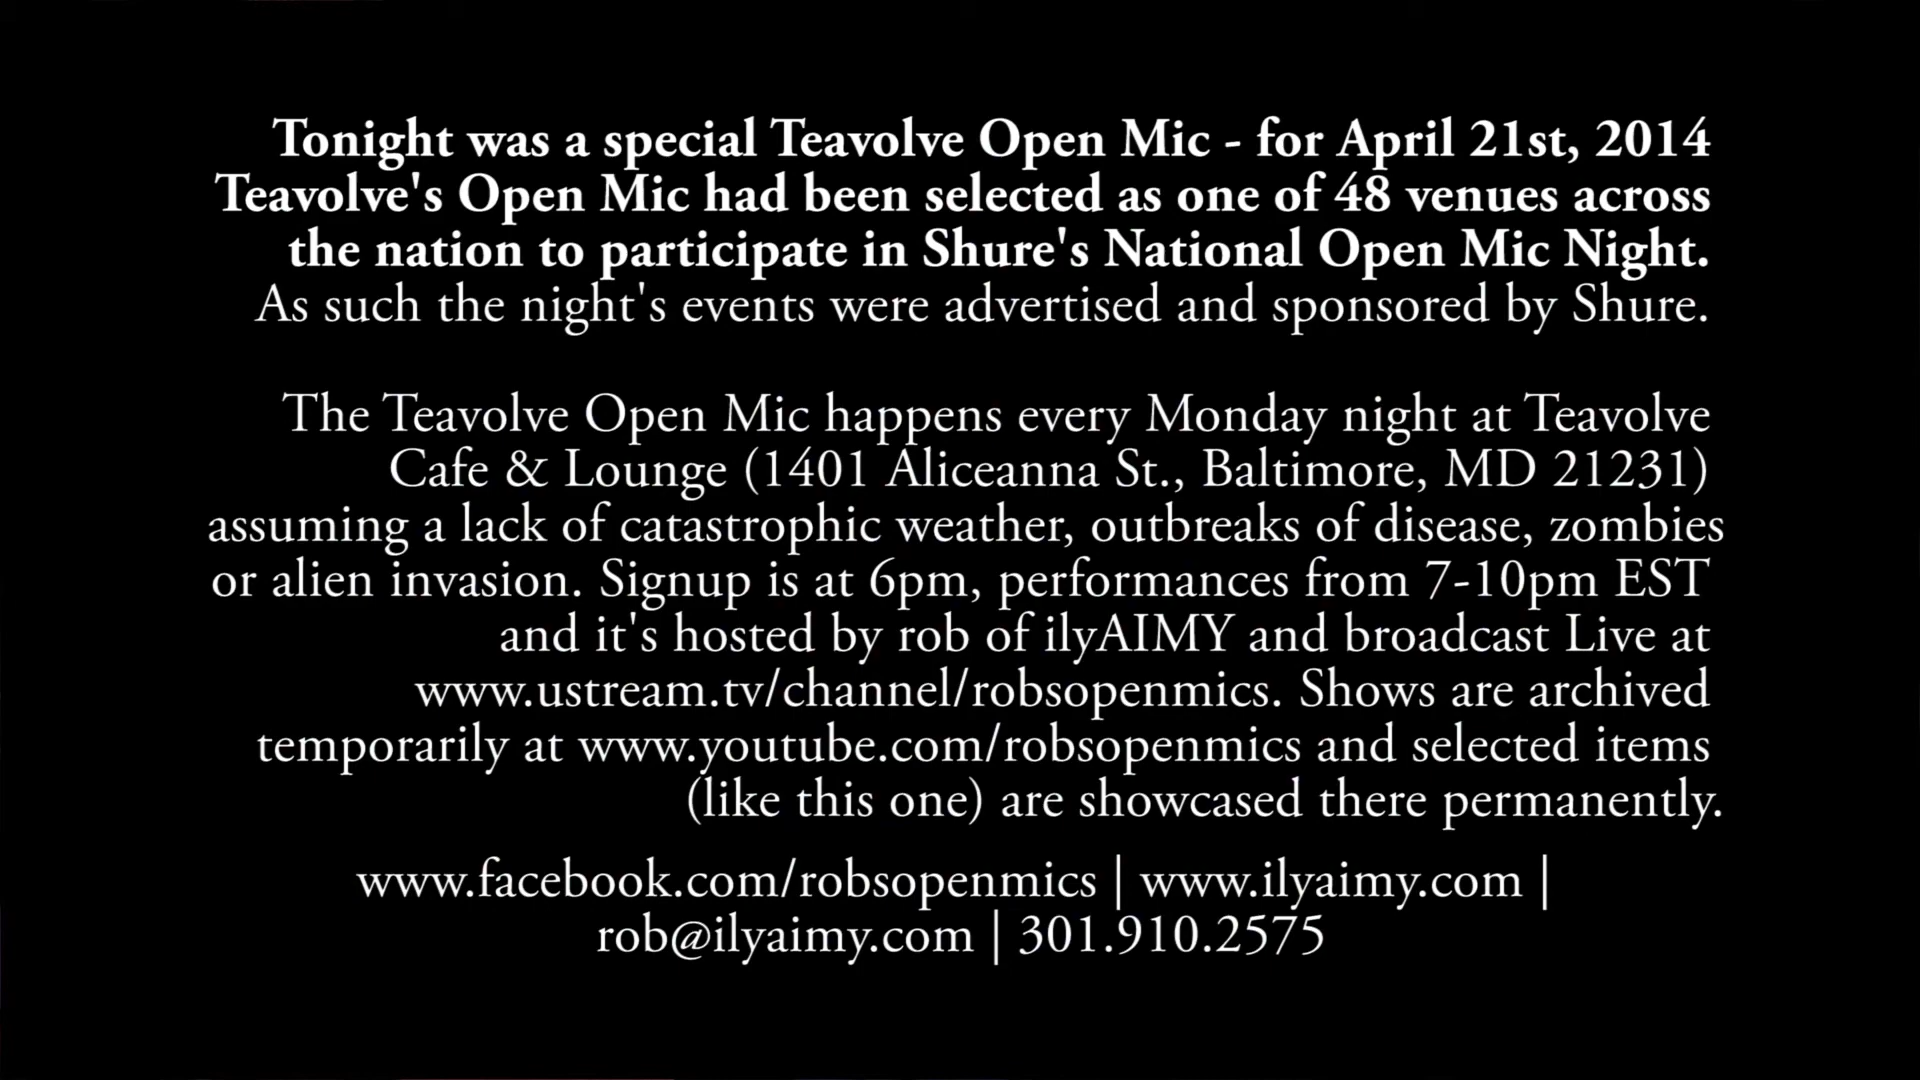 Tonight was a special Teavolve Open Mic - for April 21st, 2014
Teavolve's Open Mic had been selected as one of 48 venues across
the nation to participate in Shure's National Open Mic Night.
As such the night's events were advertised and sponsored by Shure.
The Teavolve Open Mic happens every Monday night at Teavolve
Cafe & Lounge (1401 Aliceanna St., Baltimore, MD 21231)
assuming a lack of catastrophic weather, outbreaks of disease, zombies
or alien invasion. Signup is at 6pm, performances from 7-10pm EST
and it's hosted by rob of ilyAIMY and broadcast Live at
www.ustream.tv/channel/robsopenmics. Shows are archived
temporarily at www.youtube.com/robsopenmics and selected items
(like this one) are showcased there permanently.
www.facebook.com/robsopenmics | www.ilyaimy.com |
rob@ilyaimy.com | 301.910.2575